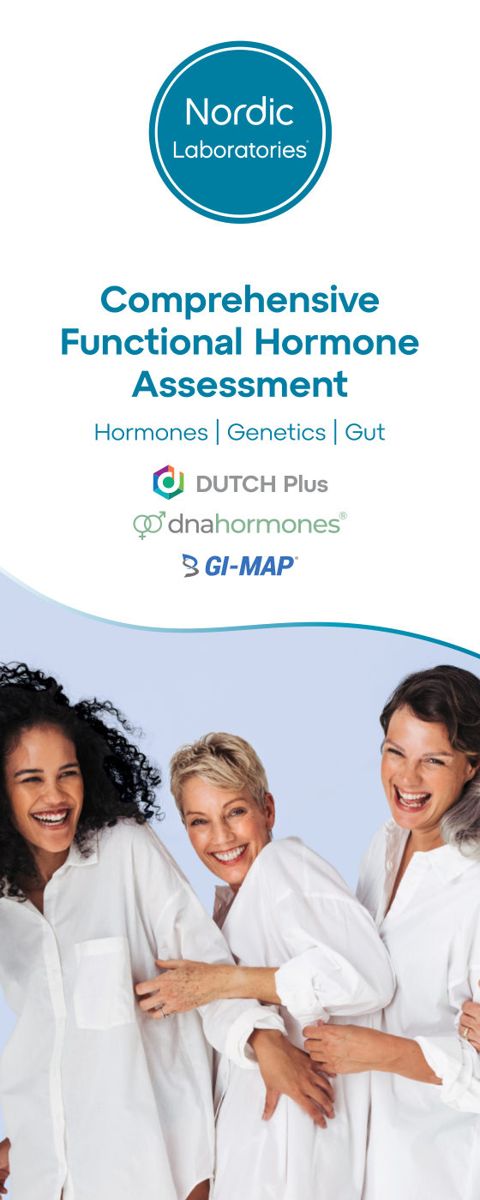 Nordic
Laboratories®
Comprehensive
Functional Hormone
Assessment
Hormones | Genetics | Gut
DUTCH Plus
dnahormones®
GI-MAP®